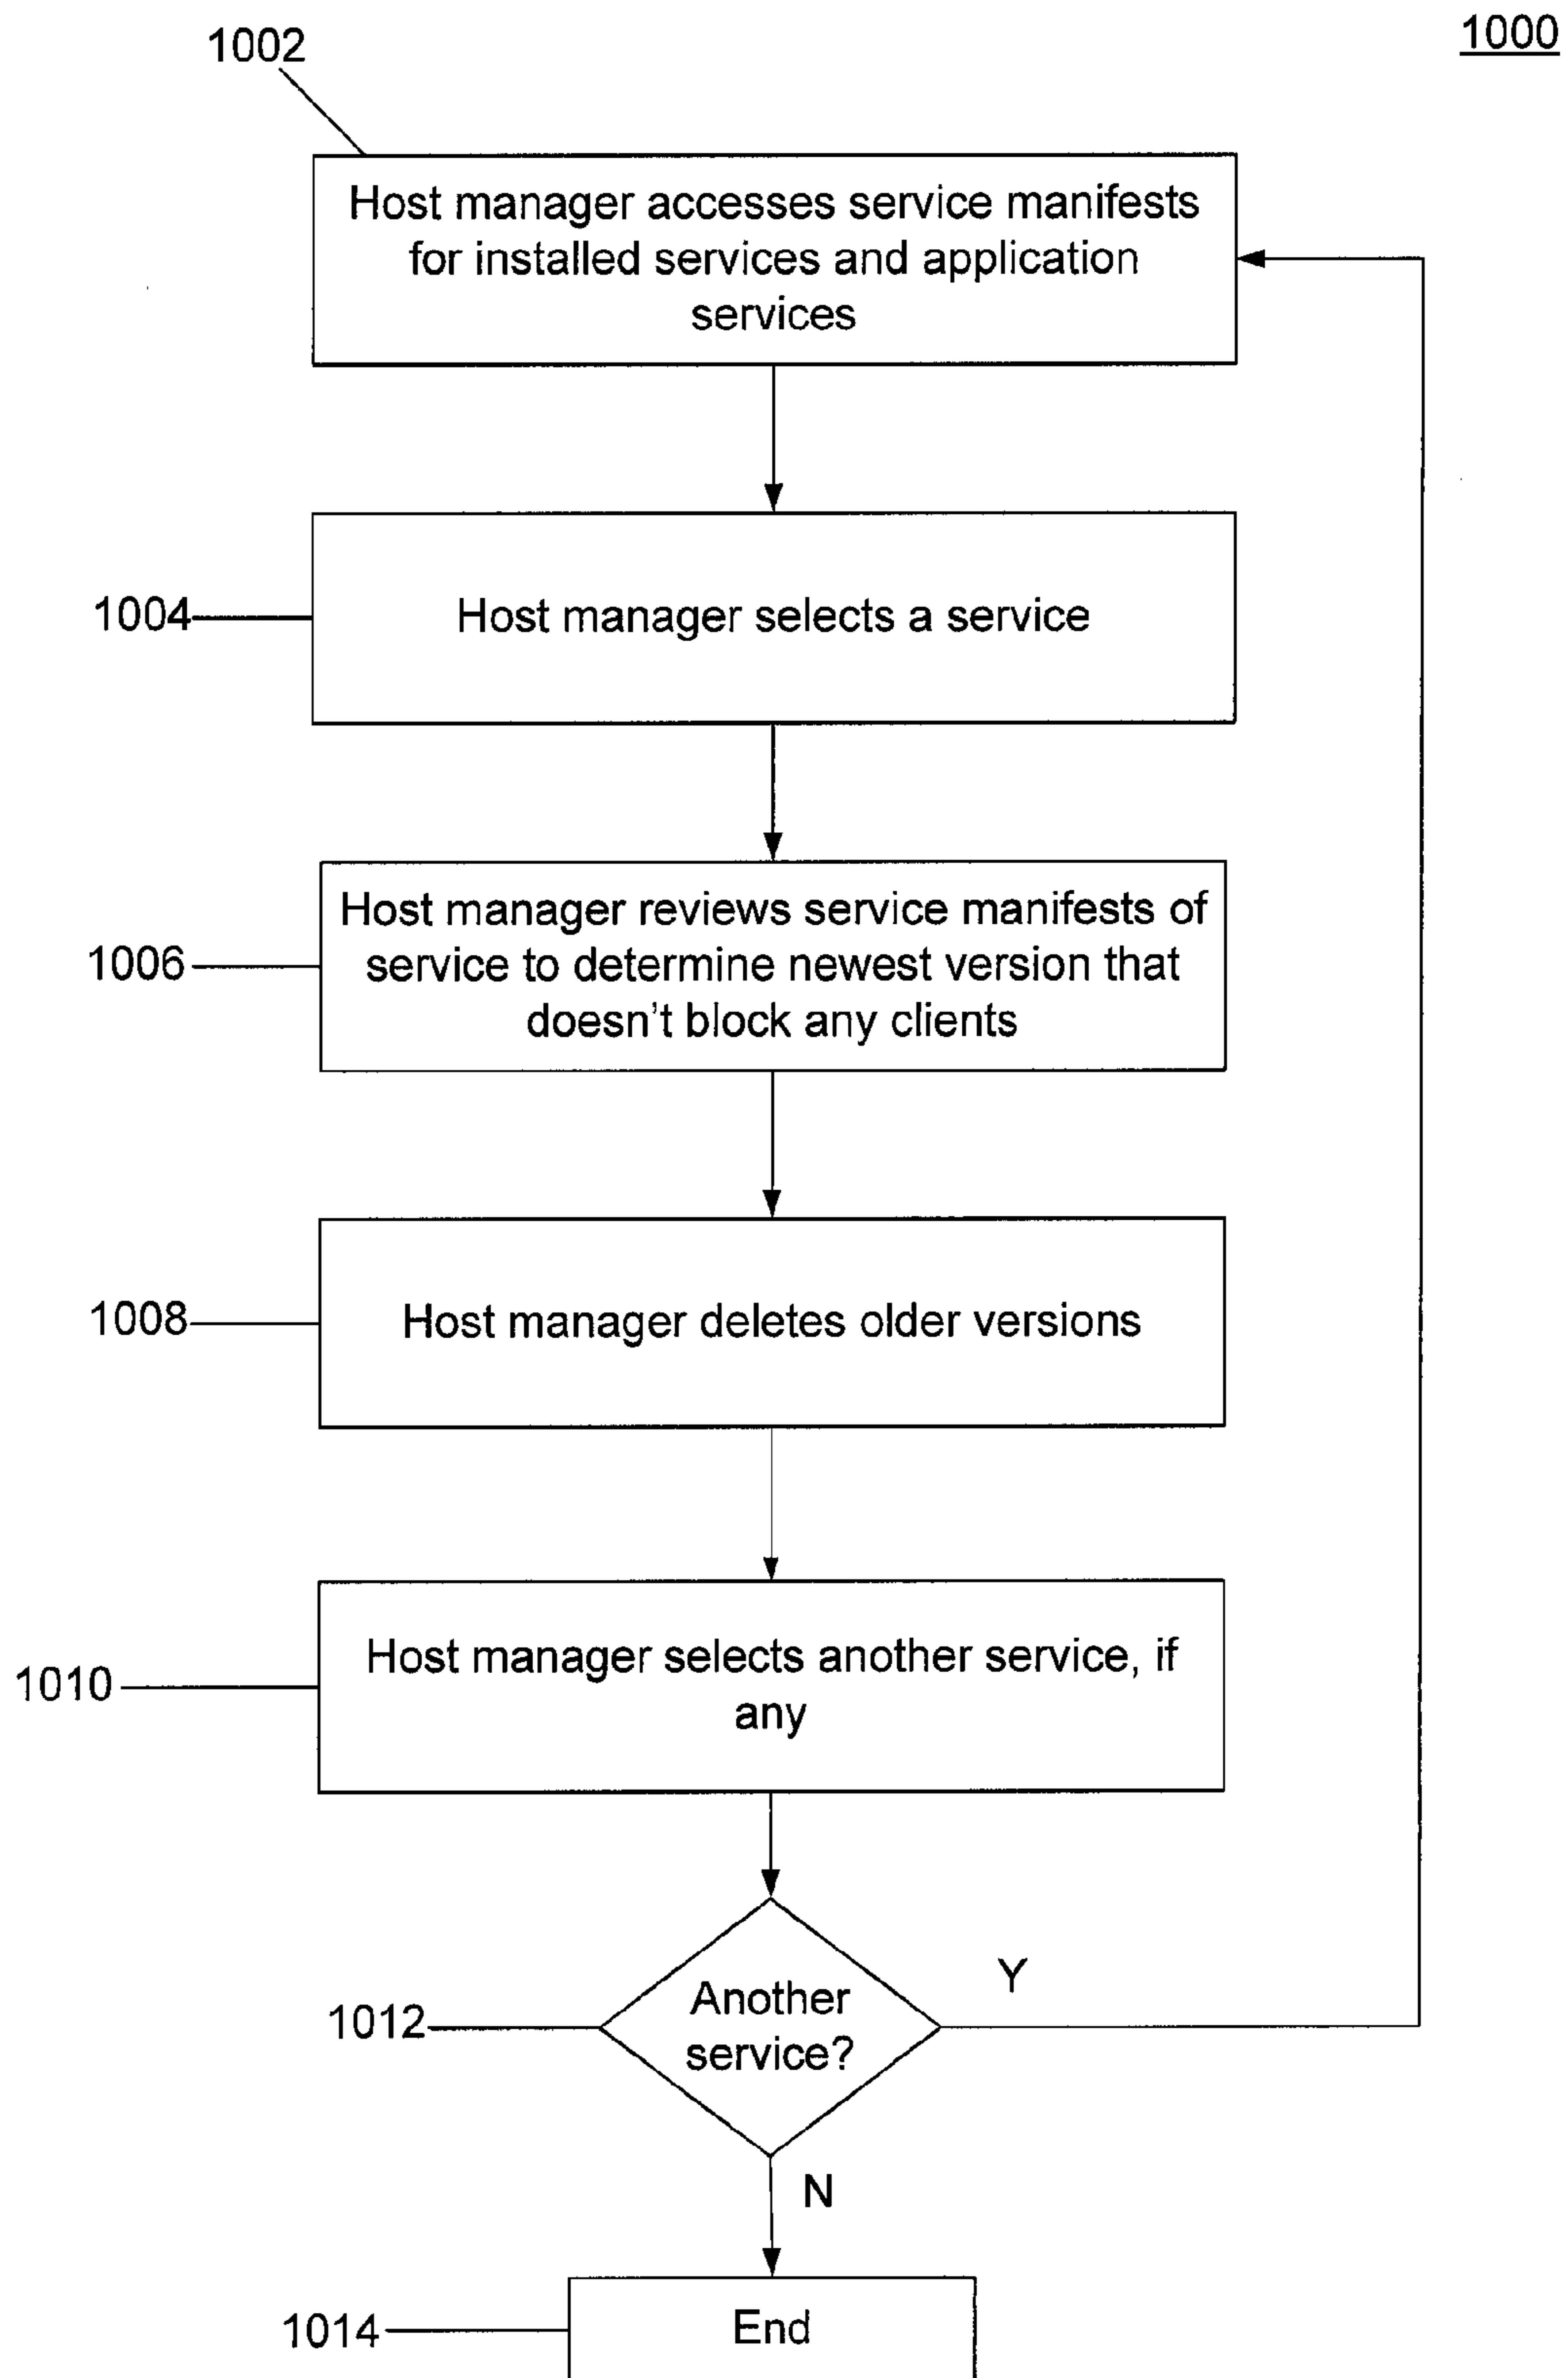 1002
1000
Host manager accesses service manifests
for installed services and application
services
1004
Host manager selects a service
1006
Host manager reviews service manifests of
service to determine newest version that
doesn't block any clients
1008
Host manager deletes older versions
1010
Host manager selects another service, if
any
1012
Another
service?
Y
N
1014
End